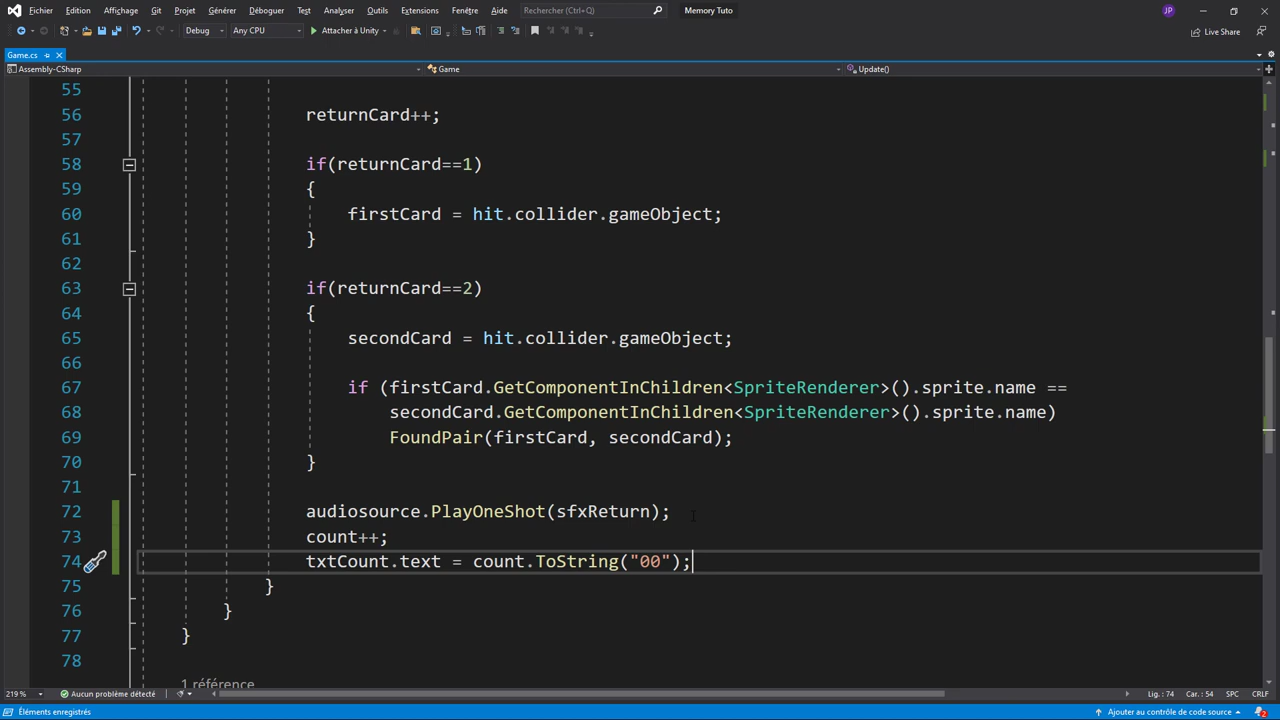 Fichier Edition Affichage Git Projet Générer Déboguer Test Analyser Outils Extensions Fenêtre Aide Rechercher (Ctrl+Q) Memory Tuto JP
Debug Any CPU Attacher à Unity Live Share
Game.cs
Assembly-CSharp Game Update()
55
56 returnCard++;
57
58 if(returnCard==1)
59 {
60 firstCard = hit.collider.gameObject;
61 }
62
63 if(returnCard==2)
64 {
65 secondCard = hit.collider.gameObject;
66
67 if (firstCard.GetComponentInChildren<SpriteRenderer>().sprite.name ==
68 secondCard.GetComponentInChildren<SpriteRenderer>().sprite.name)
69 FoundPair(firstCard, secondCard);
70 }
71
72 audiosource.PlayOneShot(sfxReturn);
73 count++;
74 txtCount.text = count.ToString("00");
75 }
76 }
77 }
78
1 référence
219 % Aucun problème détecté Lig. : 74 Car. : 54 SPC CRLF
Éléments enregistrés Ajouter au contrôle de code source 2